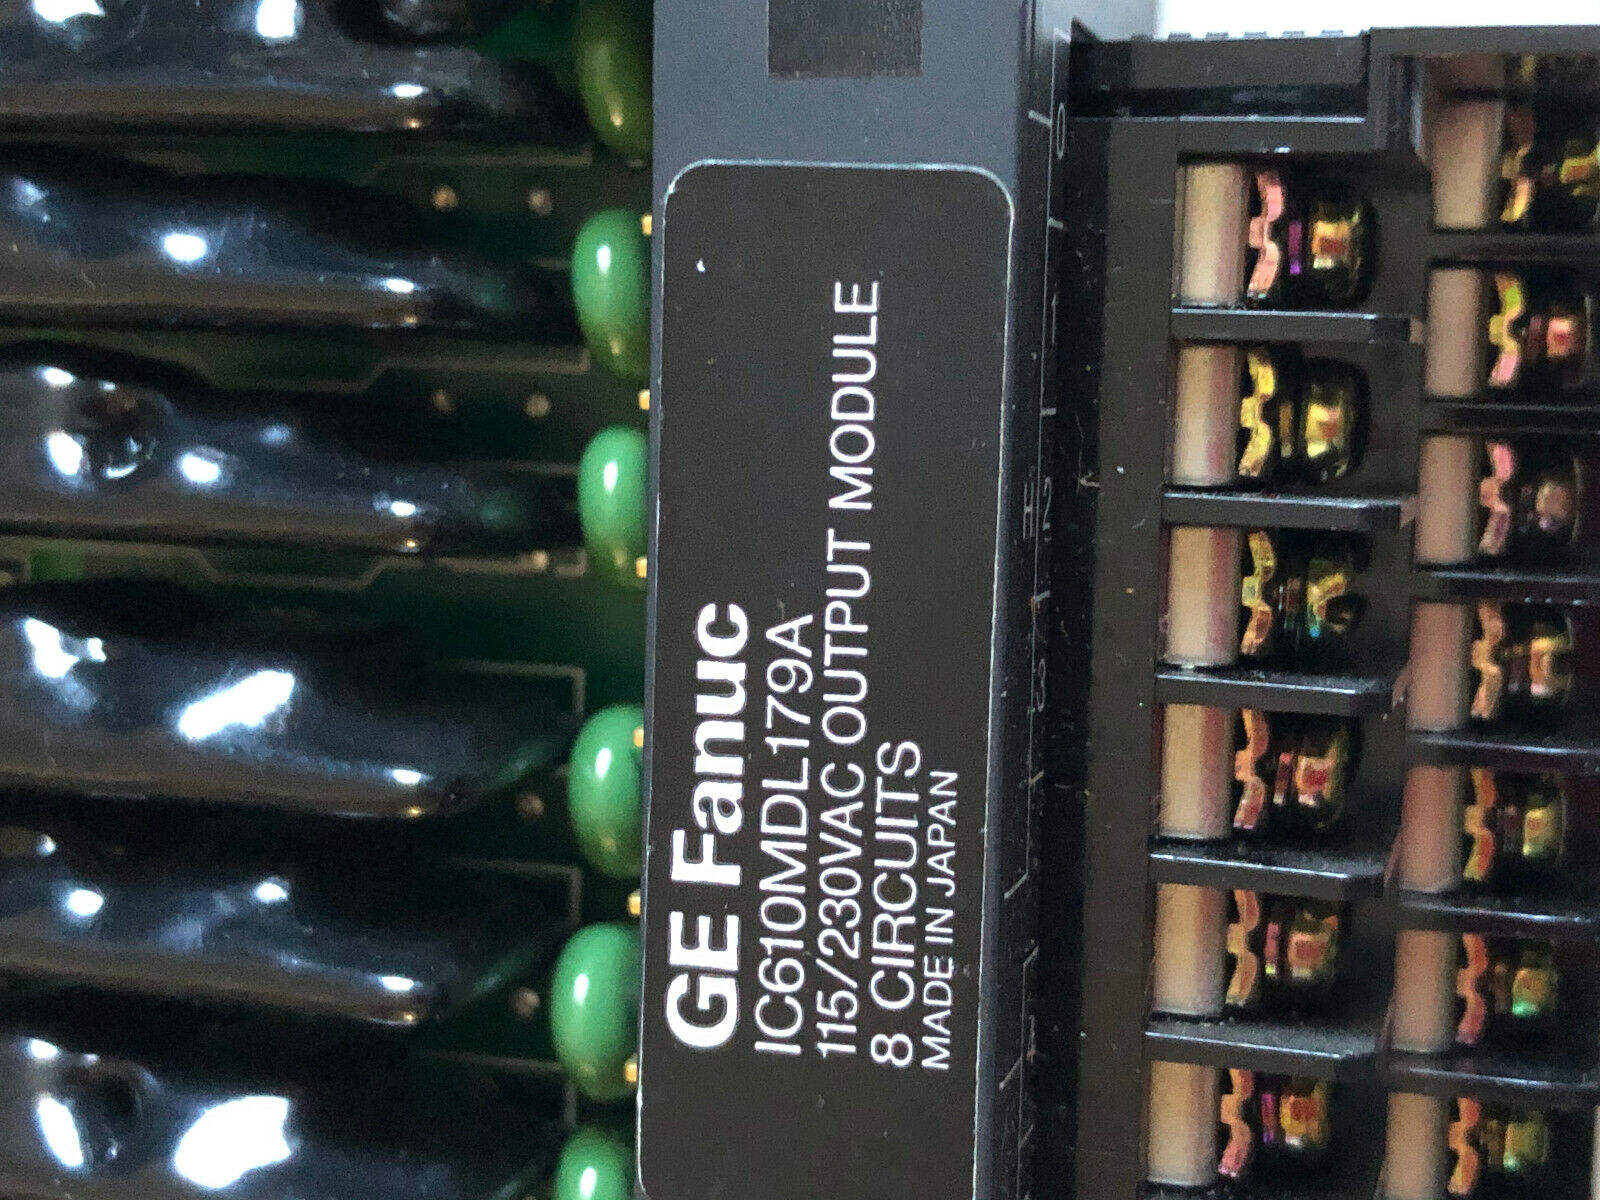 GE Fanuc
IC610MDL179A
115/230VAC OUTPUT MODULE
8 CIRCUITS
MADE IN JAPAN